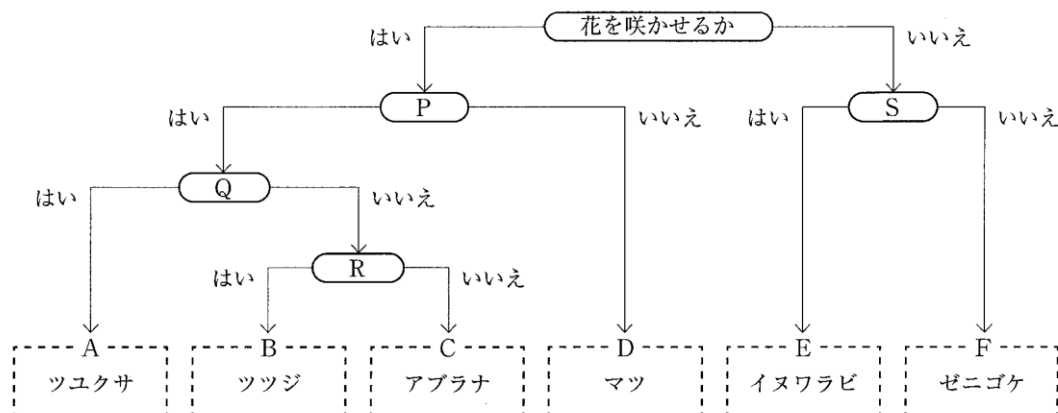 花を咲かせるか
はい
いいえ
P
S
はい
いいえ
はい
いいえ
Q
はい
いいえ
R
はい
いいえ
A
B
C
D
E
F
ツユクサ
ツツジ
アブラナ
マツ
イヌワラビ
ゼニゴケ